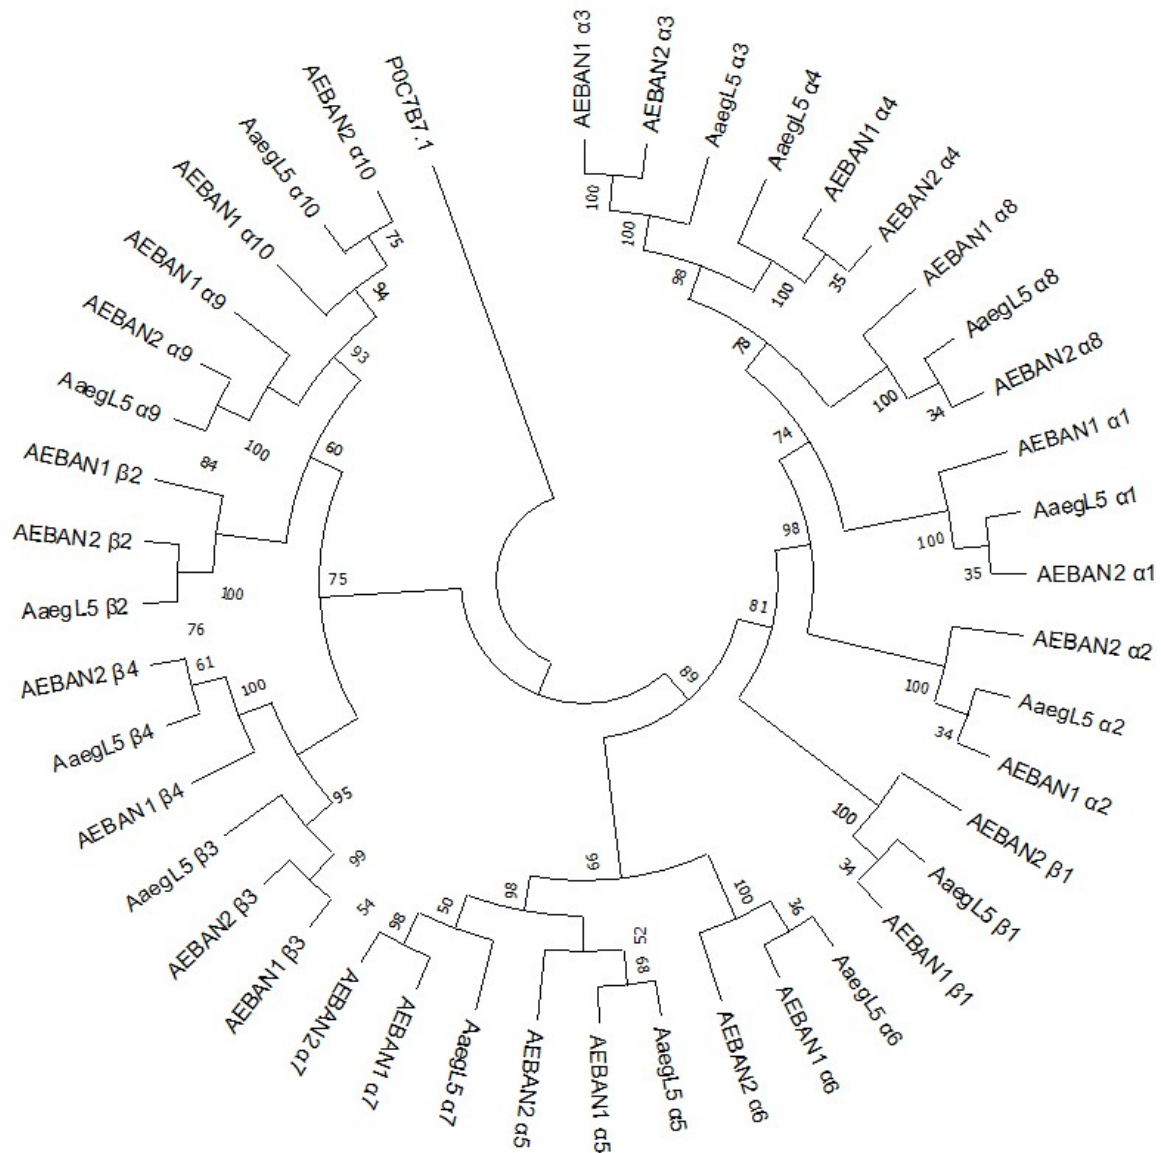 AEBAN1 α3
AEBAN2 α3
AaegL5 α3
AaegL5 α4
AEBAN1 α4
AEBAN2 α4
AEBAN1 α8
AaegL5 α8
AEBAN2 α8
AEBAN1 α1
AaegL5 α1
AEBAN2 α1
AEBAN2 α2
AaegL5 α2
AEBAN1 α2
AEBAN2 β1
AaegL5 β1
AEBAN1 β1
AaegL5 α6
AEBAN1 α6
AEBAN2 α6
AaegL5 α5
AEBAN1 α5
AEBAN2 α5
AaegL5 α7
AEBAN1 α7
AEBAN2 α7
AEBAN1 β3
AEBAN2 β3
AaegL5 β3
AEBAN1 β4
AaegL5 β4
AEBAN2 β4
AaegL5 β2
AEBAN2 β2
AEBAN1 β2
AaegL5 α9
AEBAN2 α9
AEBAN1 α9
AEBAN1 α10
AaegL5 α10
AEBAN2 α10
P0C7B7.1
100
100
98
100
35
78
100
34
74
100
35
98
100
34
81
100
34
89
36
100
99
52
68
98
50
98
54
99
95
100
61
76
75
100
84
60
100
93
94
75